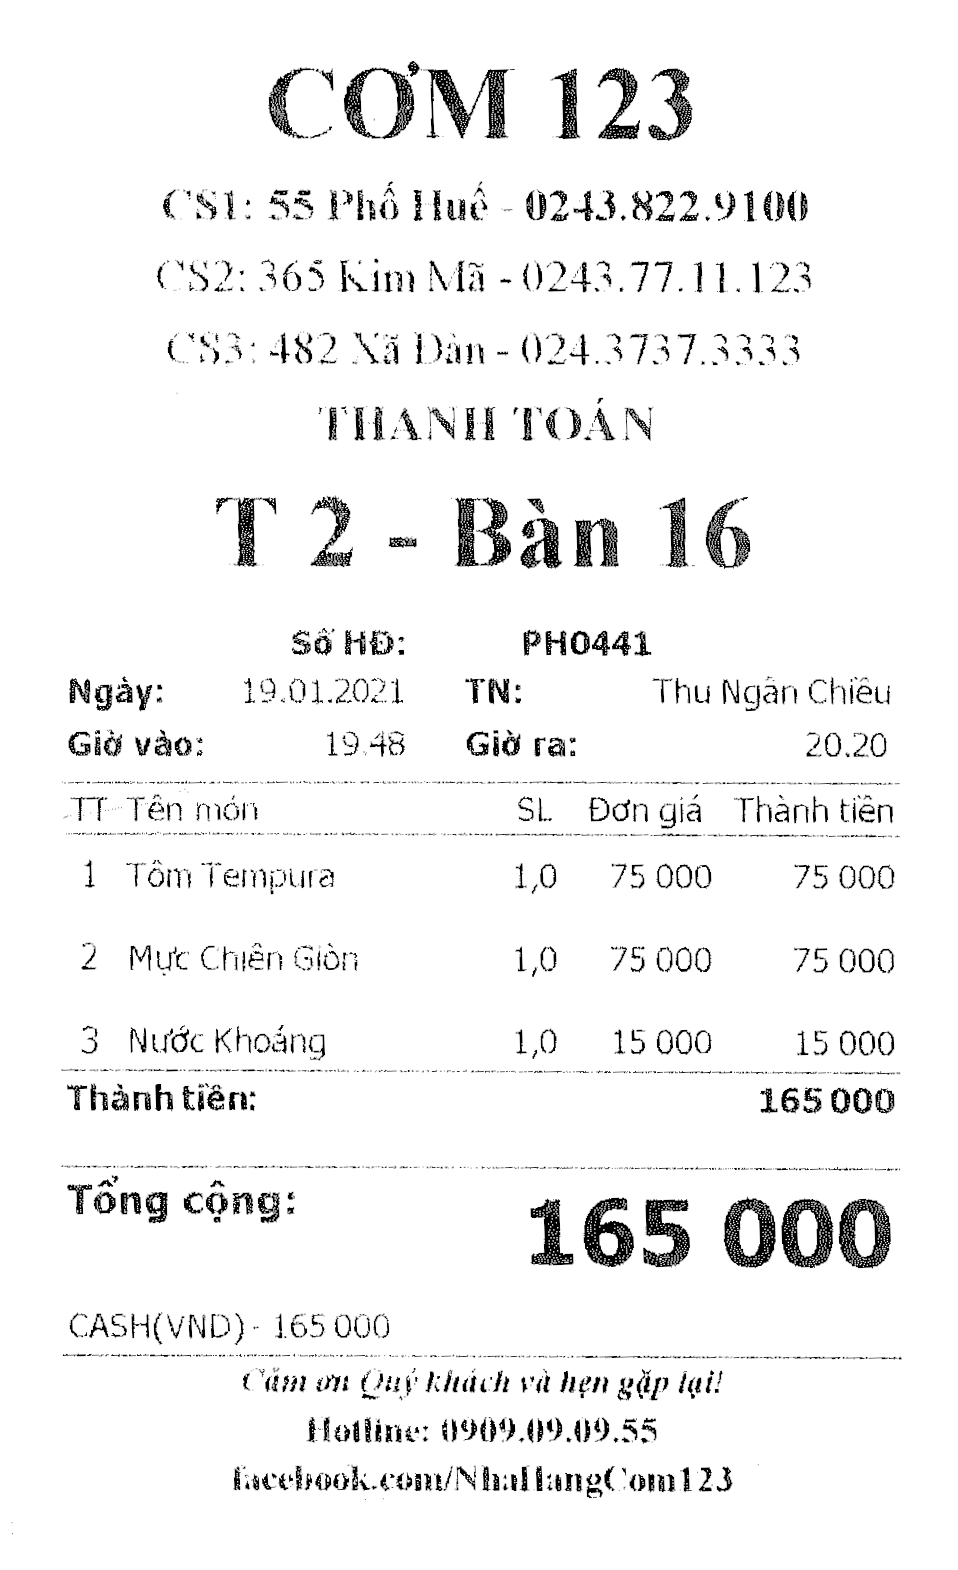 CƠM 123
CS1: 55 Phố Huế - 0243.822.9100
CS2: 365 Kim Mã - 0243.77.11.123
CS3: 482 Xã Đàn - 024.3737.3333
THANH TOÁN
T 2 - Bàn 16
Số HĐ: PH0441
Ngày: 19.01.2021 TN: Thu Ngân Chiều
Giờ vào: 19.48 Giờ ra: 20.20
TT Tên món SL Đơn giá Thành tiền
1 Tôm Tempura 1,0 75 000 75 000
2 Mực Chiên Giòn 1,0 75 000 75 000
3 Nước Khoáng 1,0 15 000 15 000
Thành tiền: 165 000
Tổng cộng: 165 000
CASH(VND) - 165 000
Cảm ơn Quý khách và hẹn gặp lại!
Hotline: 0909.09.09.55
facebook.com/NhaHangCom123